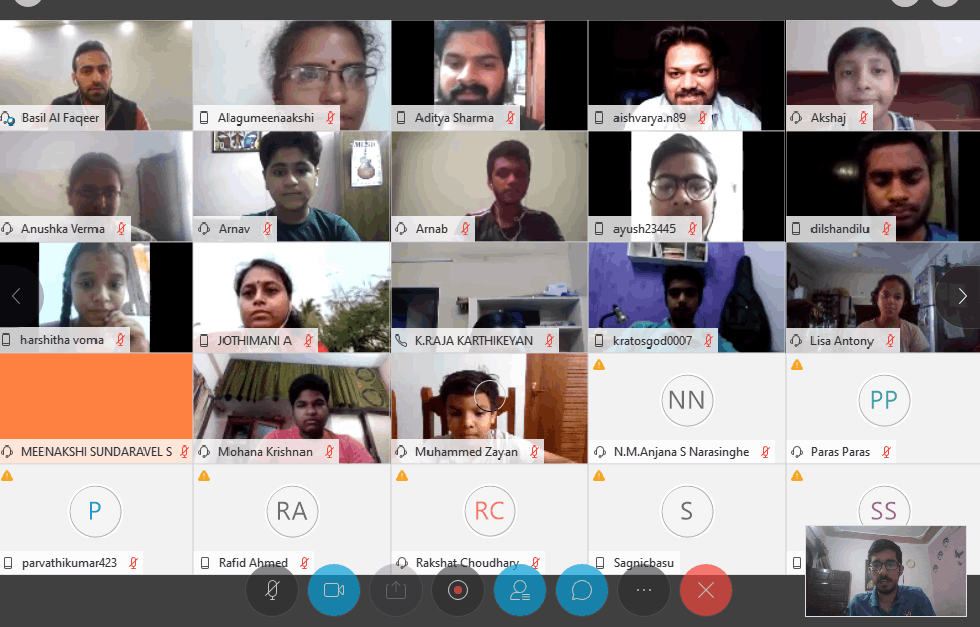 Basil Al Faqeer
Alagumeenaakshi
Aditya Sharma
aishvarya.n89
Akshaj
MUSIC
Anushka Verma
Arnav
Arnab
ayush23445
dilshandilu
harshitha voma
JOTHIMANI A
K.RAJA KARTHIKEYAN
kratosgod0007
Lisa Antony
NN
PP
MEENAKSHI SUNDARAVEL S
Mohana Krishnan
Muhammed Zayan
N.M.Anjana S Narasinghe
Paras Paras
P
RA
RC
S
SS
parvathikumar423
Rafid Ahmed
Rakshat Choudhary
Sagnicbasu